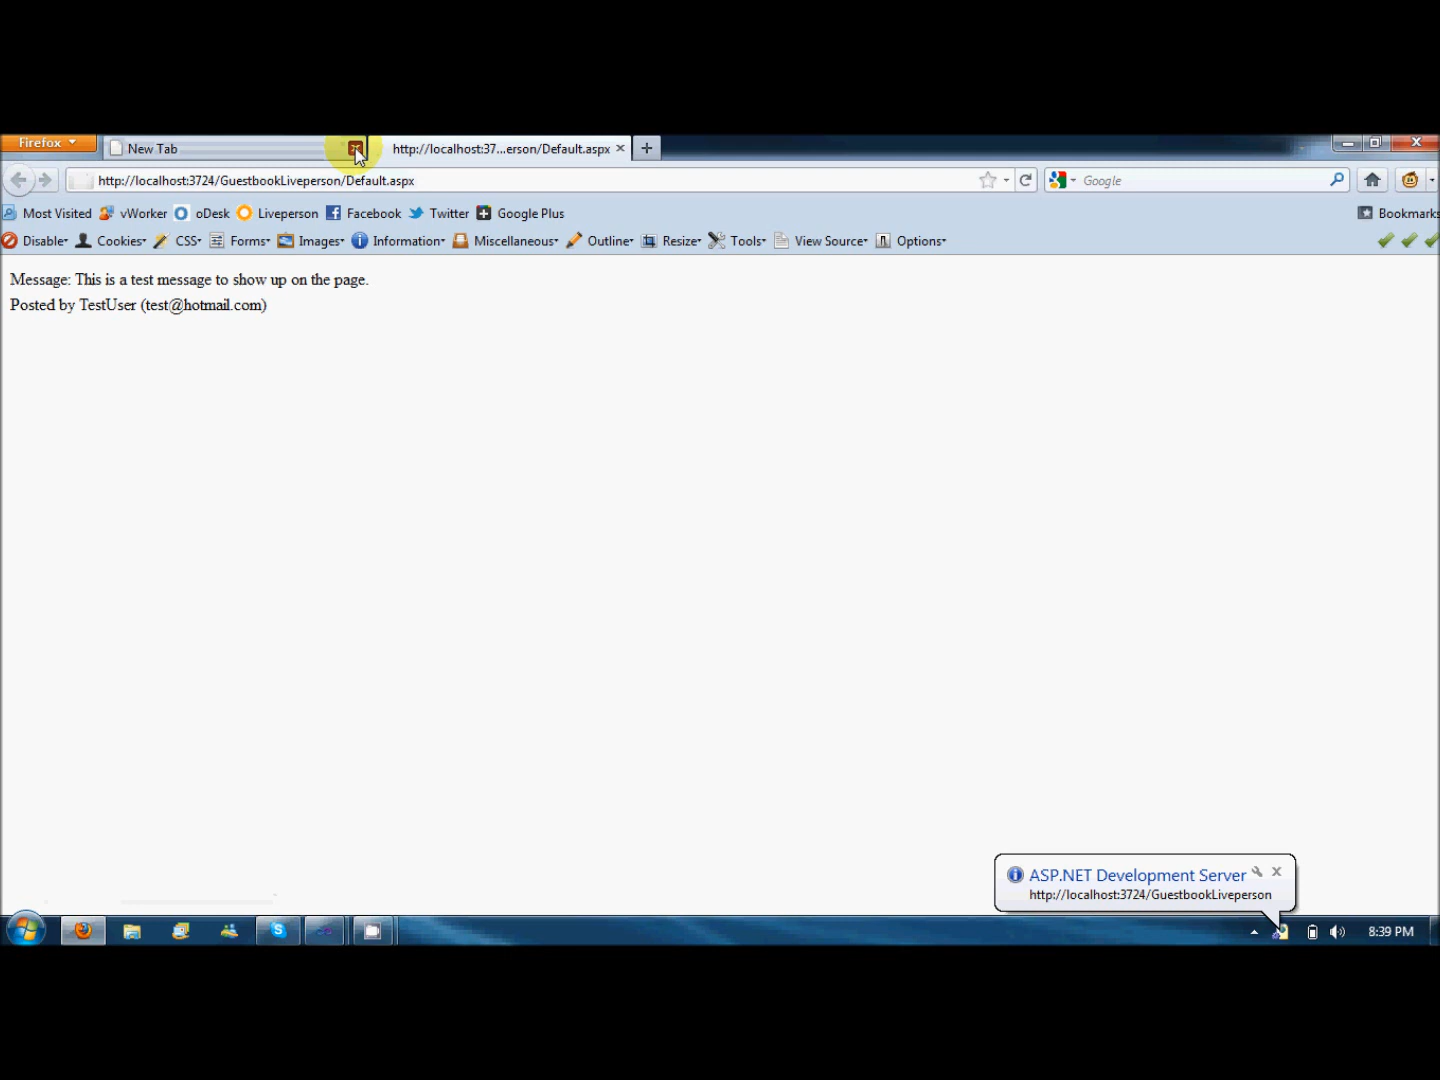 Firefox
New Tab
http://localhost:37...erson/Default.aspx
http://localhost:3724/GuestbookLiveperson/Default.aspx
Google
Most Visited vWorker oDesk Liveperson Facebook Twitter Google Plus
Bookmarks
Disable Cookies CSS Forms Images Information Miscellaneous Outline Resize Tools View Source Options
Message: This is a test message to show up on the page.
Posted by TestUser (test@hotmail.com)
ASP.NET Development Server
http://localhost:3724/GuestbookLiveperson
8:39 PM